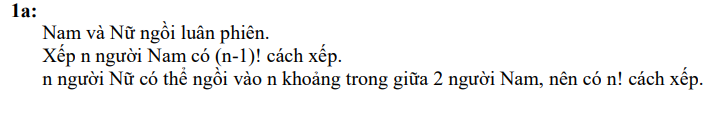 1a:
Nam và Nữ ngồi luân phiên.
Xếp n người Nam có (n-1)! cách xếp.
n người Nữ có thể ngồi vào n khoảng trong giữa 2 người Nam, nên có n! cách xếp.